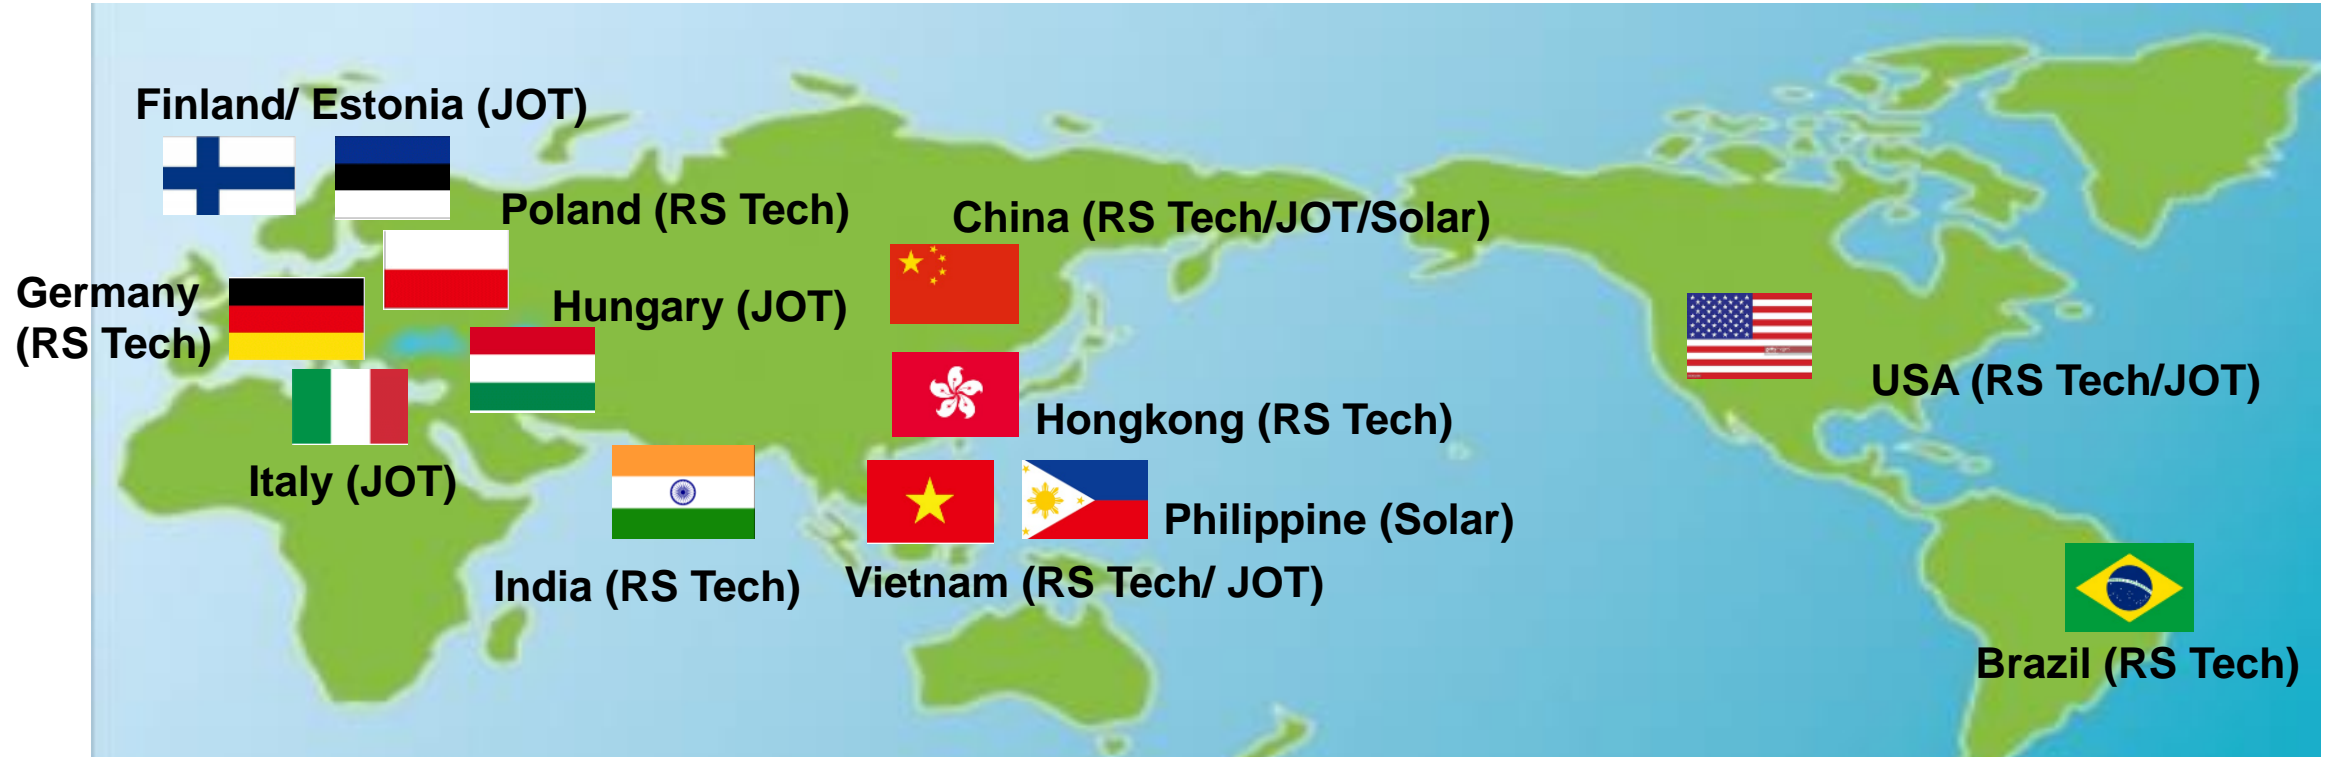 Finland/ Estonia (JOT)
Poland (RS Tech)
China (RS Tech/JOT/Solar)
Germany
(RS Tech)
Hungary (JOT)
USA (RS Tech/JOT)
Hongkong (RS Tech)
Italy (JOT)
Philippine (Solar)
India (RS Tech)
Vietnam (RS Tech/ JOT)
Brazil (RS Tech)